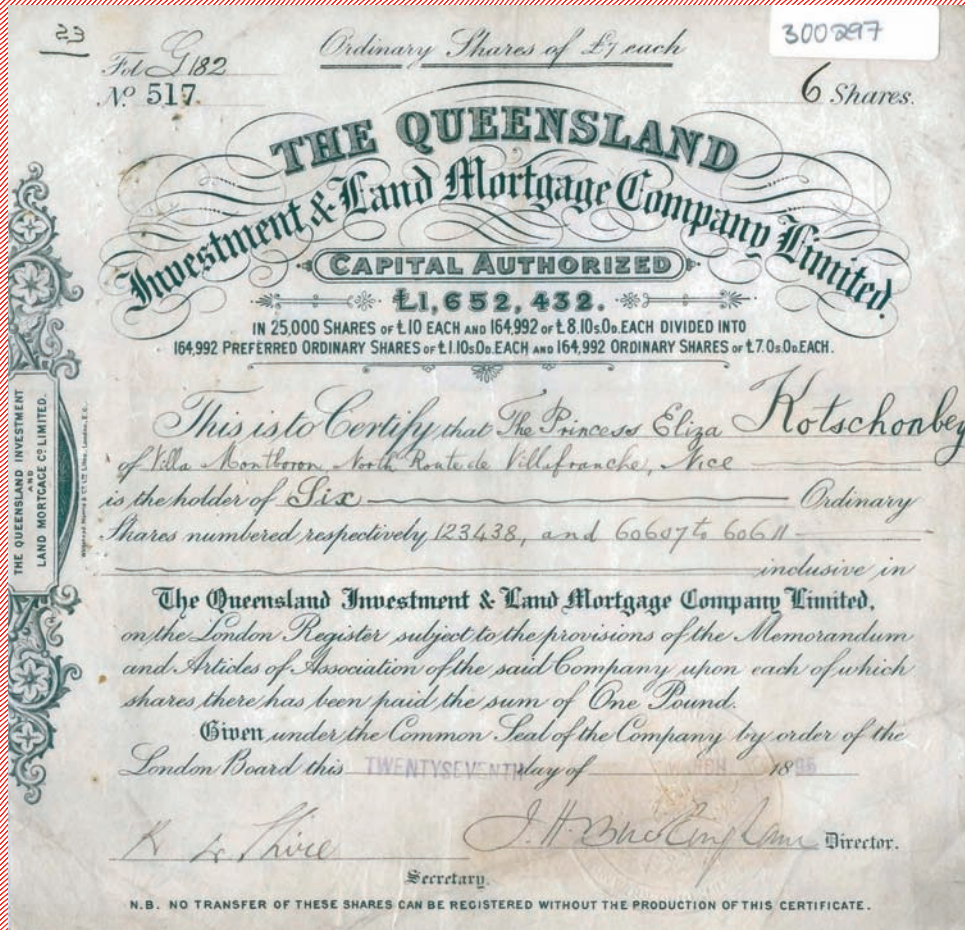 23
300297
Fol. G 182
Ordinary Shares of £7 each
No. 517.
6 Shares.
THE QUEENSLAND
Investment & Land Mortgage Company Limited.
CAPITAL AUTHORIZED
£1,652,432.
IN 25,000 SHARES OF £10 EACH AND 164,992 OF £8.10s.0D. EACH DIVIDED INTO
164,992 PREFERRED ORDINARY SHARES OF £1.10s.0D. EACH AND 164,992 ORDINARY SHARES OF £7.0s.0D. EACH.
This is to Certify that The Princess Eliza Kotschonbey
of Villa Montboron, North Route de Villafranche, Nice
is the holder of Six Ordinary
Shares numbered respectively 123438, and 60607 to 60611
inclusive in
The Queensland Investment & Land Mortgage Company Limited,
on the London Register subject to the provisions of the Memorandum
and Articles of Association of the said Company upon each of which
shares there has been paid the sum of One Pound.
Given under the Common Seal of the Company by order of the
London Board this TWENTYSEVENTH day of 18
J. H. Buckingham Director.
Secretary.
N.B. NO TRANSFER OF THESE SHARES CAN BE REGISTERED WITHOUT THE PRODUCTION OF THIS CERTIFICATE.
THE QUEENSLAND INVESTMENT
AND
LAND MORTGAGE CO. LIMITED.